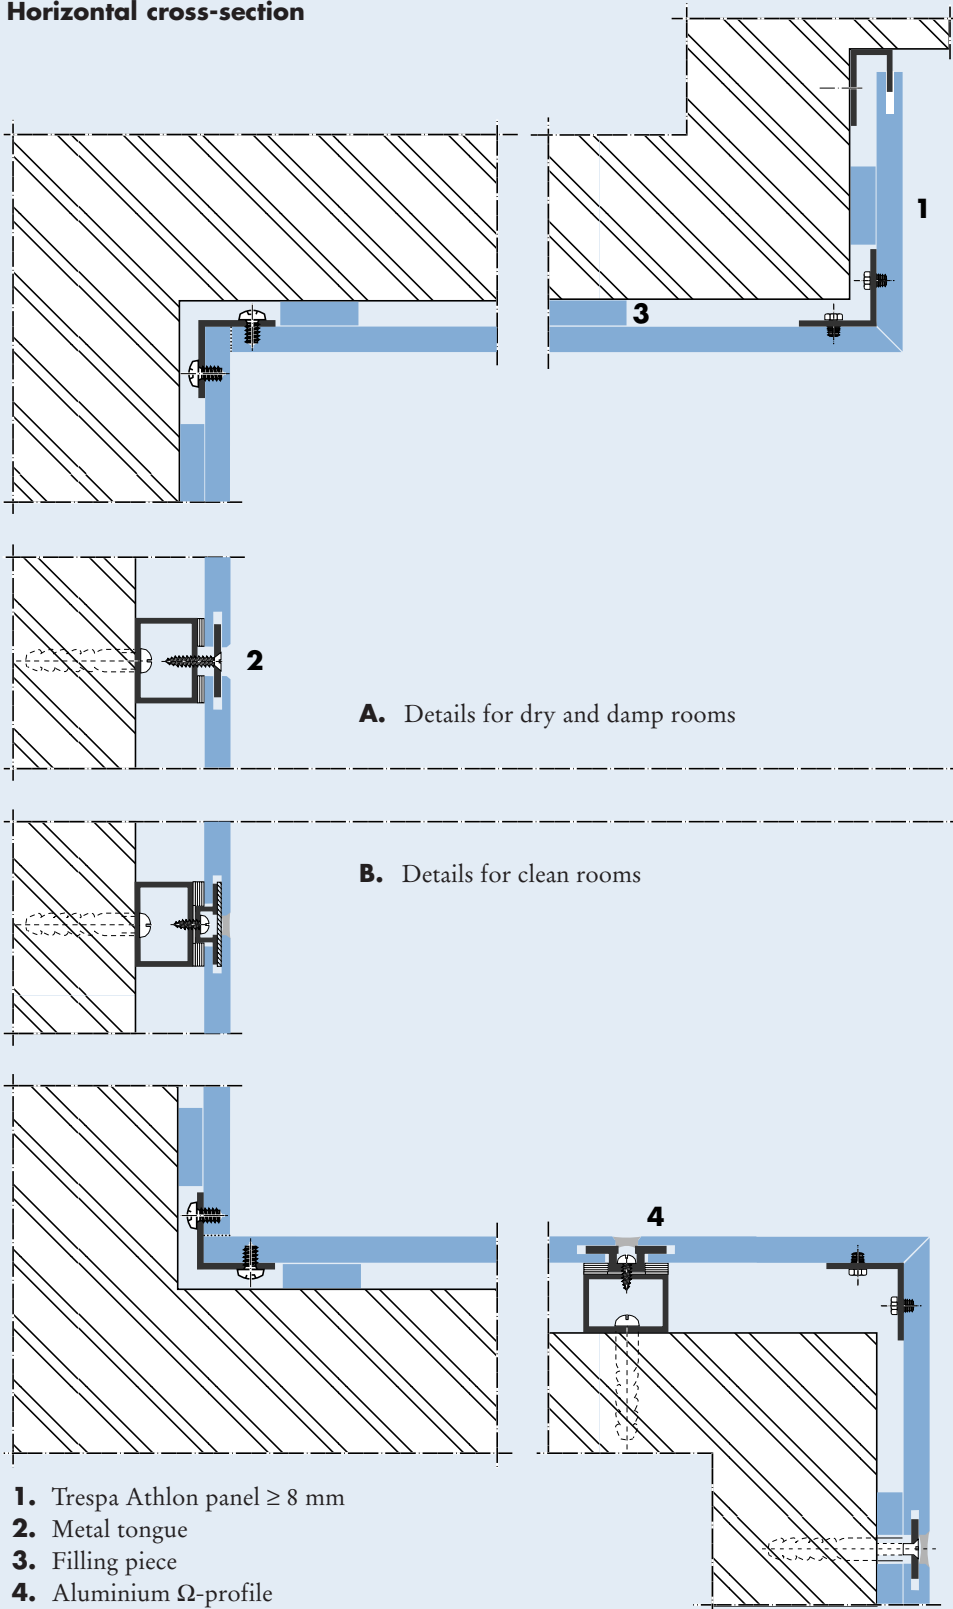 Horizontal cross-section
1
3
2
A. Details for dry and damp rooms
B. Details for clean rooms
4
1. Trespa Athlon panel ≥ 8 mm
2. Metal tongue
3. Filling piece
4. Aluminium Ω-profile